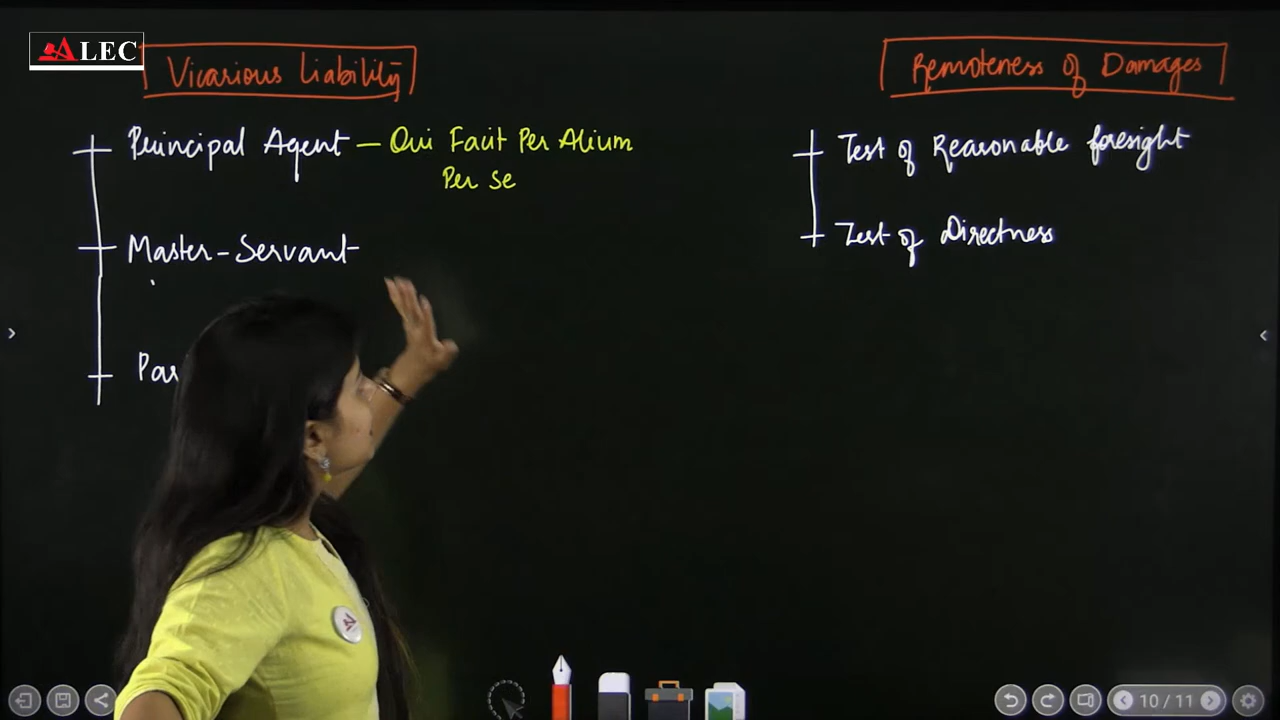 ALEC
Vicarious Liability
Principal Agent — Qui Facit Per Alium
Per Se
Master-Servant
Par
Remoteness of Damages
Test of Reasonable foresight
Test of Directness
10 / 11